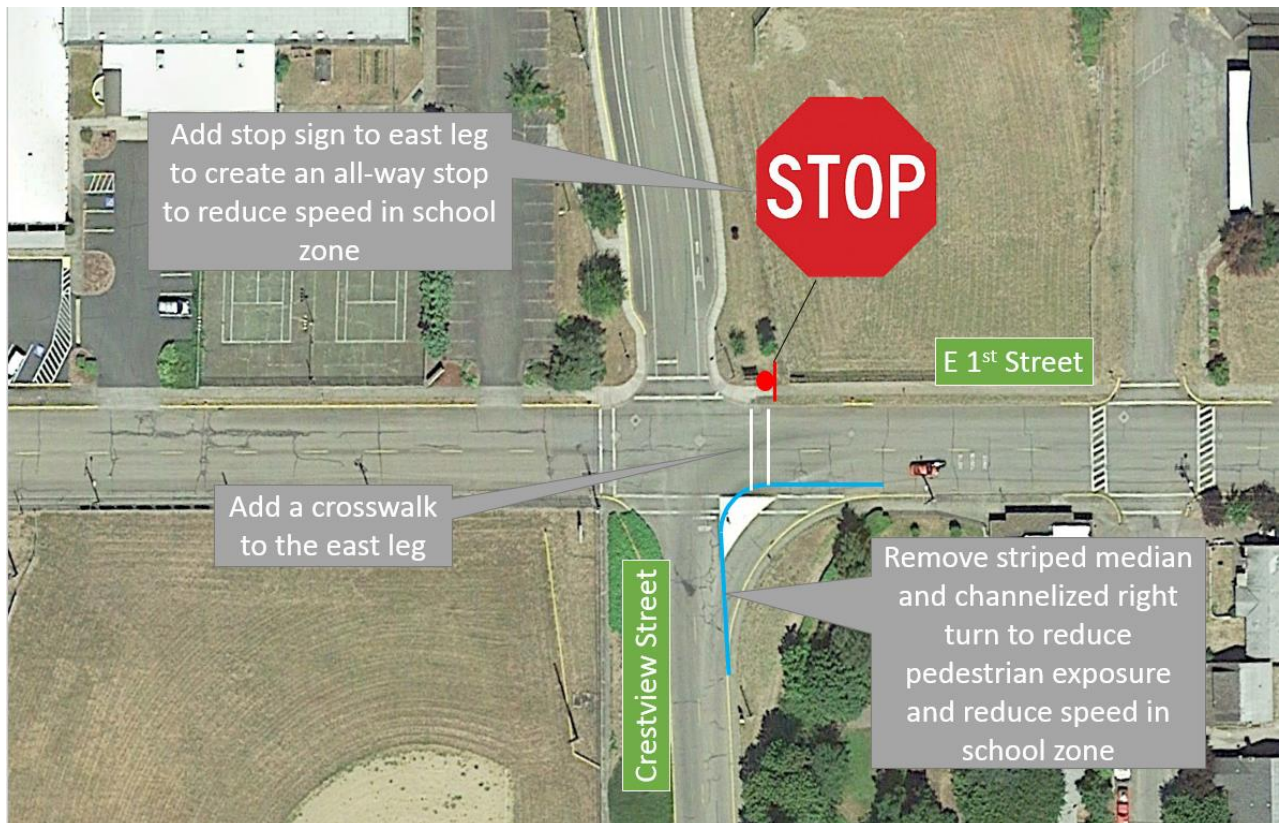 Add stop sign to east leg
to create an all-way stop
to reduce speed in school
zone
STOP
E 1st Street
Add a crosswalk
to the east leg
Crestview Street
Remove striped median
and channelized right
turn to reduce
pedestrian exposure
and reduce speed in
school zone